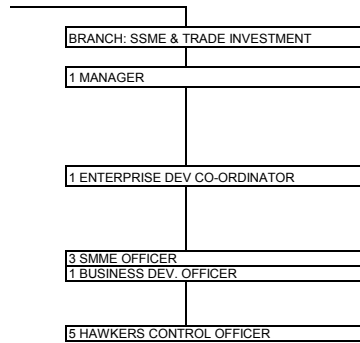 BRANCH: SSME & TRADE INVESTMENT
1 MANAGER
1 ENTERPRISE DEV CO-ORDINATOR
3 SMME OFFICER
1 BUSINESS DEV. OFFICER
5 HAWKERS CONTROL OFFICER